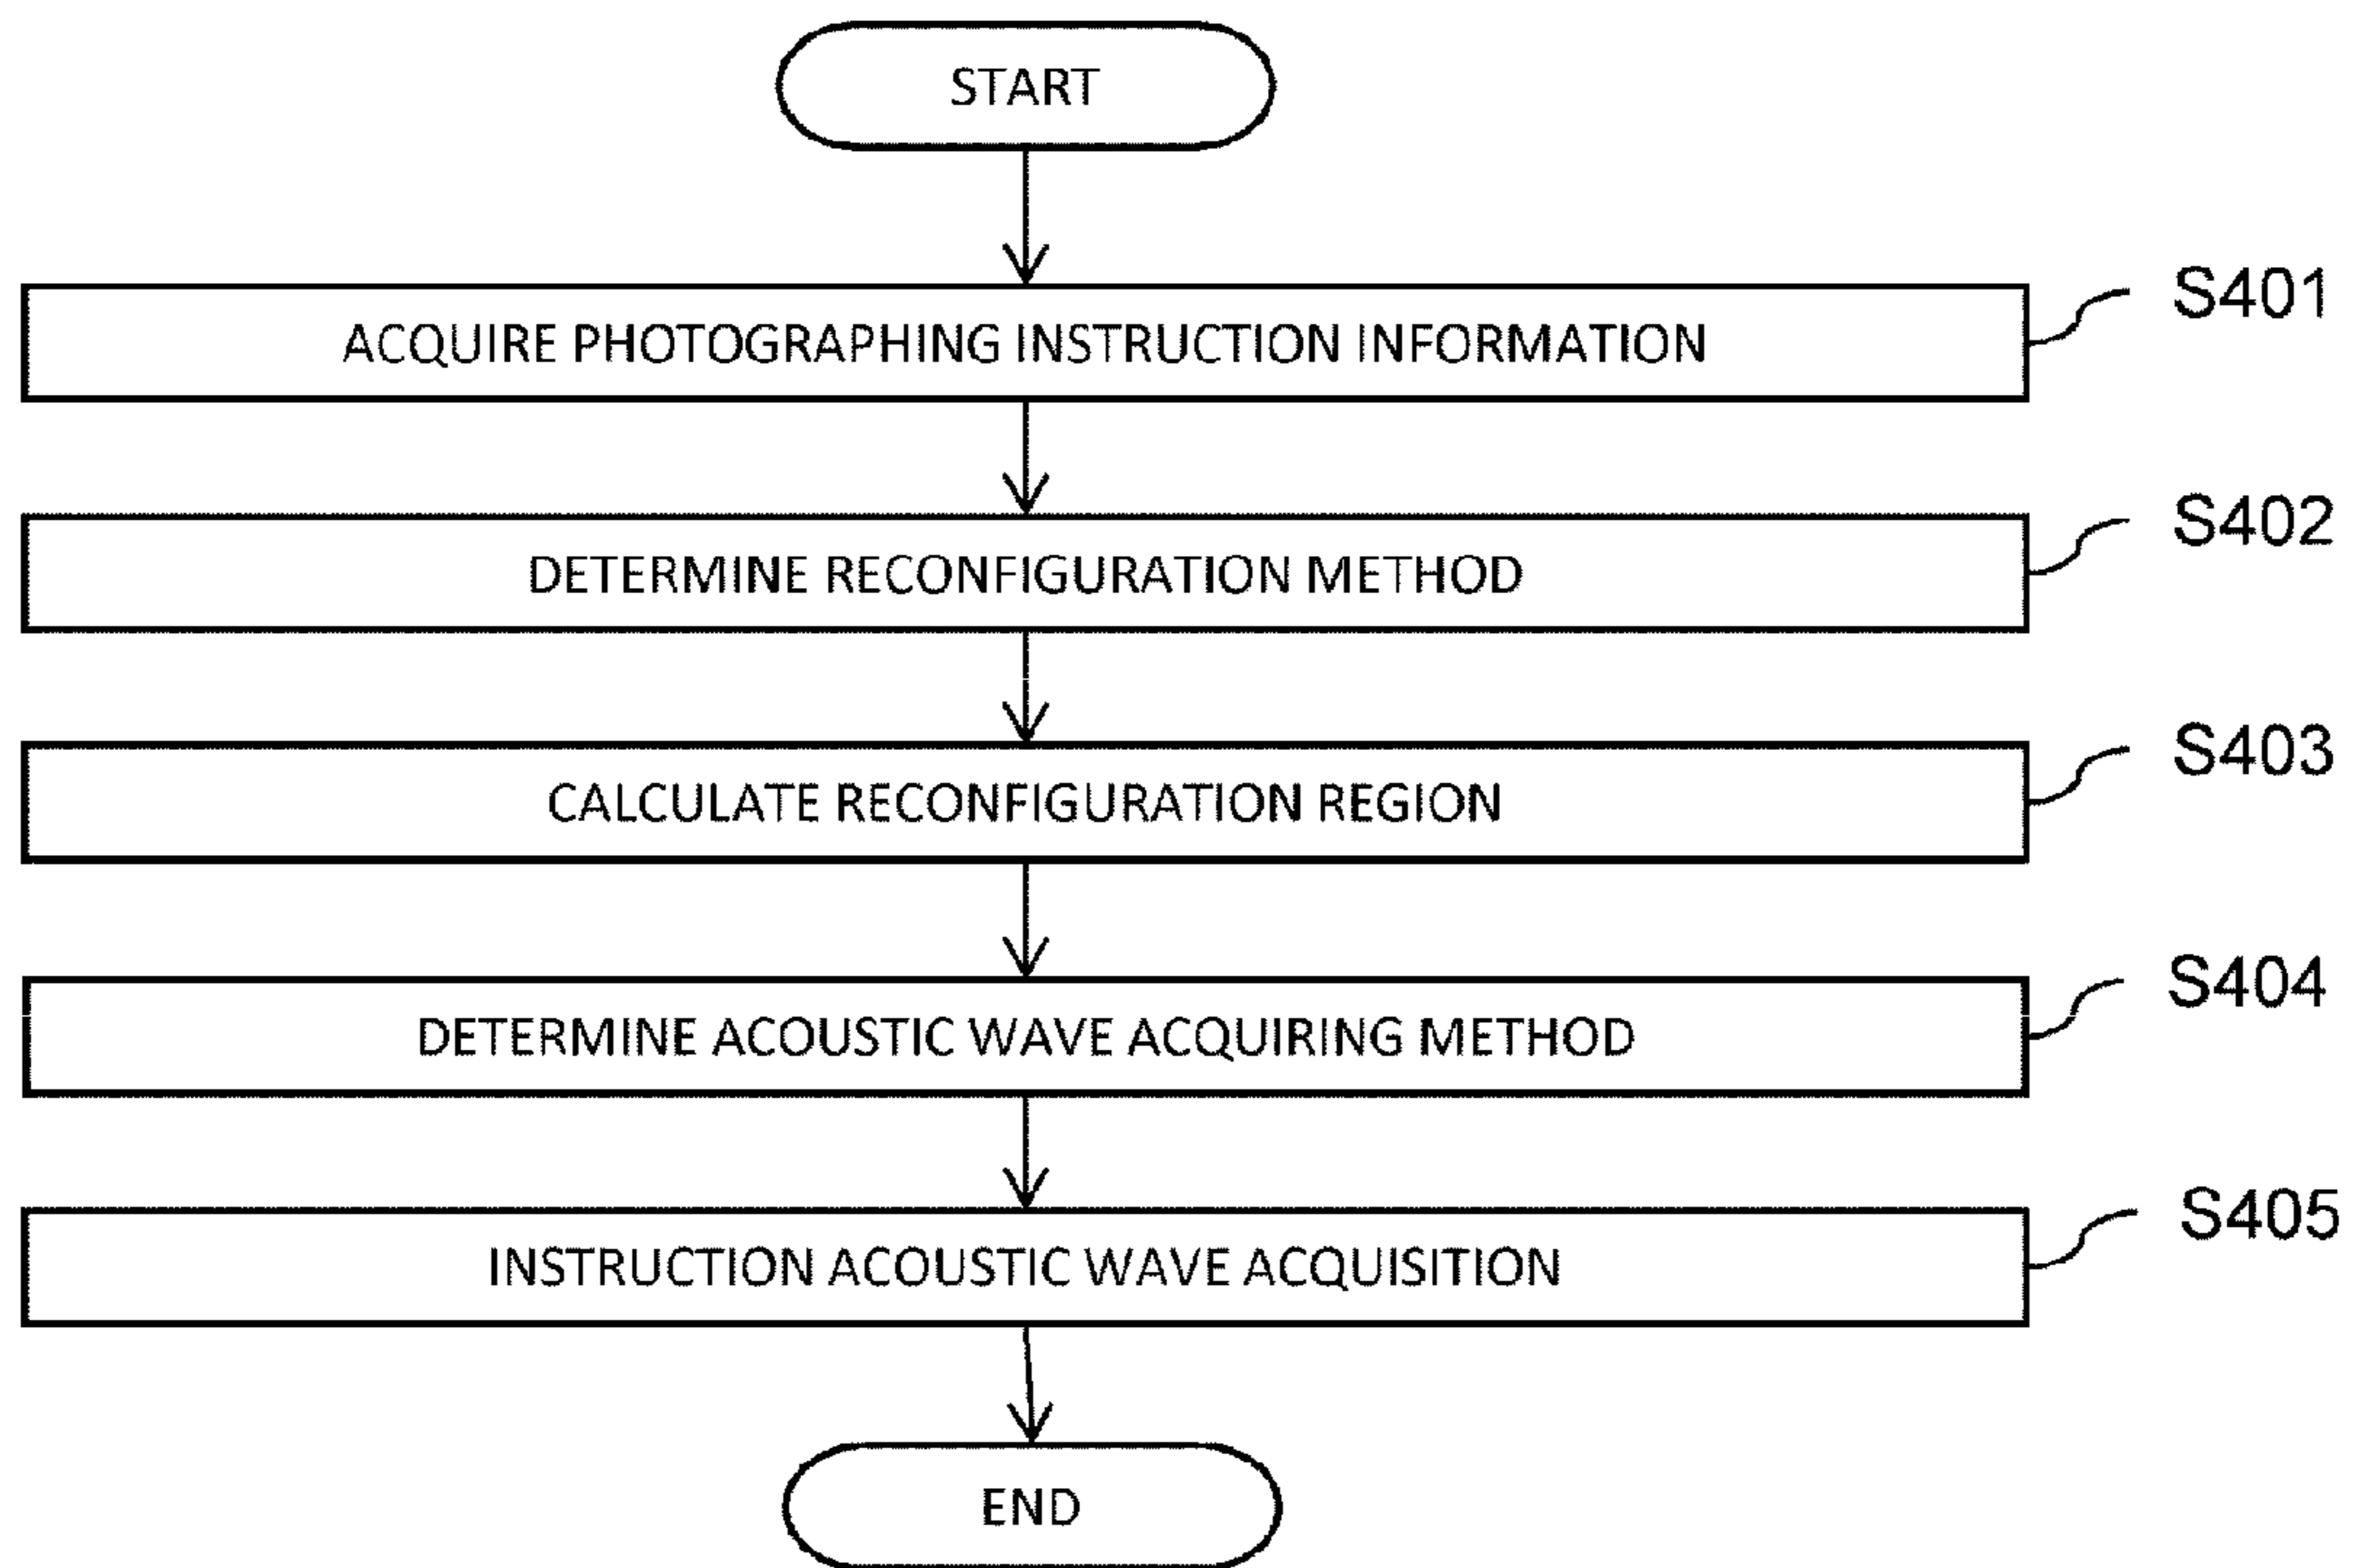 START
ACQUIRE PHOTOGRAPHING INSTRUCTION INFORMATION
S401
DETERMINE RECONFIGURATION METHOD
S402
CALCULATE RECONFIGURATION REGION
S403
DETERMINE ACOUSTIC WAVE ACQUIRING METHOD
S404
INSTRUCTION ACOUSTIC WAVE ACQUISITION
S405
END